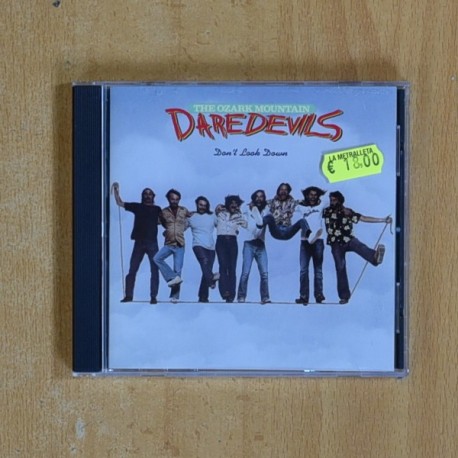 THE OZARK MOUNTAIN
DAREDEVILS
Don't Look Down
LA METRALLETA
€ 18,00